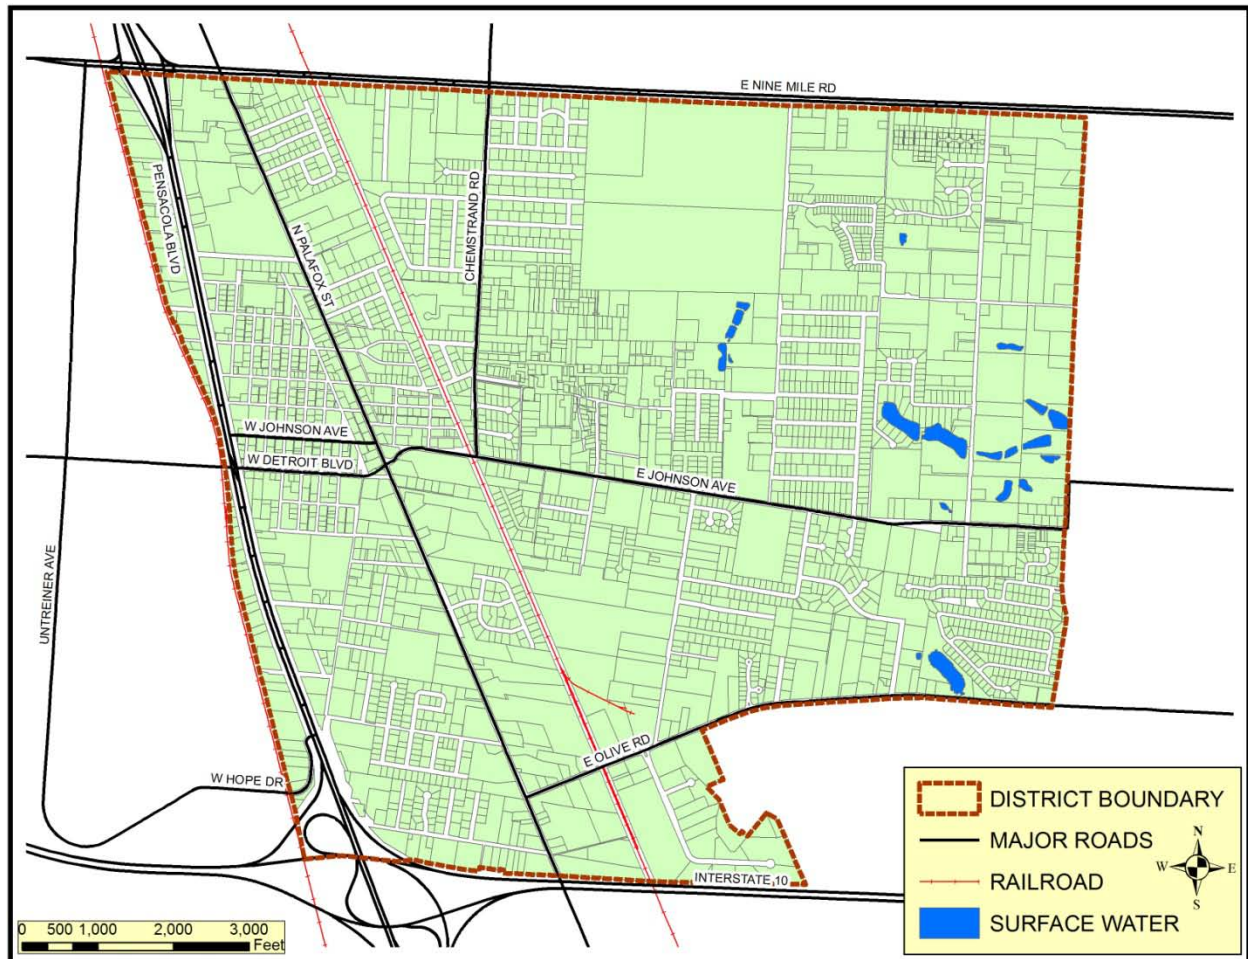 E NINE MILE RD
PENSACOLA BLVD
N PALAFOX ST
CHEMSTRAND RD
W JOHNSON AVE
W DETROIT BLVD
E JOHNSON AVE
UNTREINER AVE
E OLIVE RD
W HOPE DR
INTERSTATE 10
DISTRICT BOUNDARY
MAJOR ROADS
RAILROAD
SURFACE WATER
N
W E
S
0 500 1,000 2,000 3,000
Feet